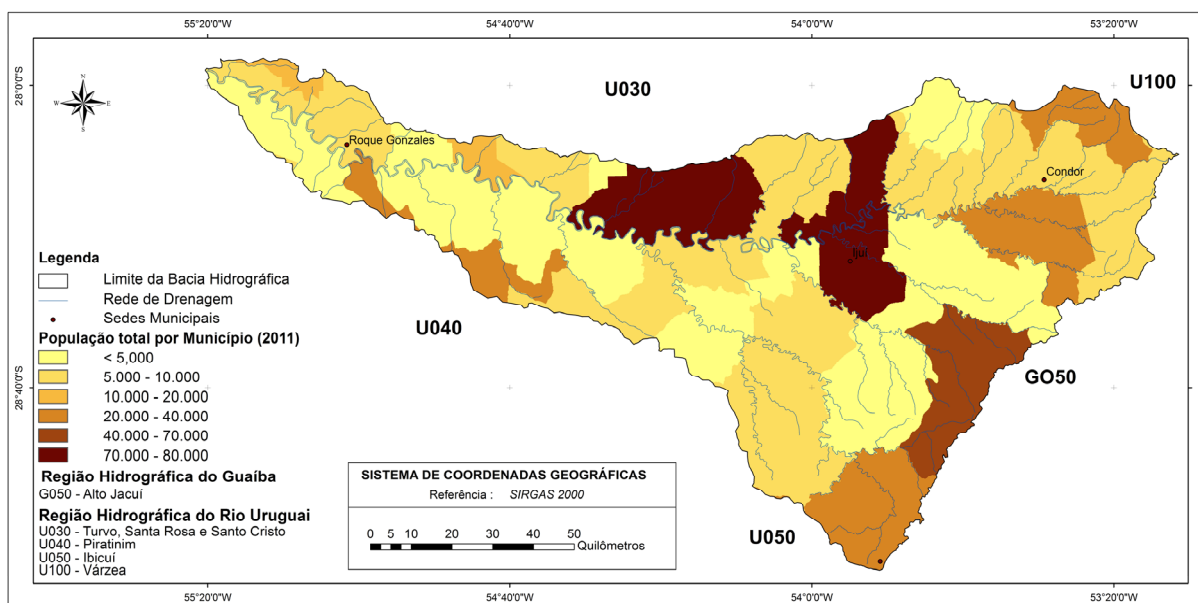 55°20'0"W 54°40'0"W 54°0'0"W 53°20'0"W
28°0'0"S
28°40'0"S
N
W E
S
U030
U100
Roque Gonzales
Condor
Ijuí
U040
GO50
U050
Legenda
Limite da Bacia Hidrográfica
Rede de Drenagem
Sedes Municipais
População total por Município (2011)
< 5,000
5.000 - 10.000
10.000 - 20.000
20.000 - 40.000
40.000 - 70.000
70.000 - 80.000
Região Hidrográfica do Guaíba
G050 - Alto Jacuí
Região Hidrográfica do Rio Uruguai
U030 - Turvo, Santa Rosa e Santo Cristo
U040 - Piratinim
U050 - Ibicuí
U100 - Várzea
SISTEMA DE COORDENADAS GEOGRÁFICAS
Referência : SIRGAS 2000
0 5 10 20 30 40 50
Quilômetros
28°0'0"S
28°40'0"S
55°20'0"W 54°40'0"W 54°0'0"W 53°20'0"W